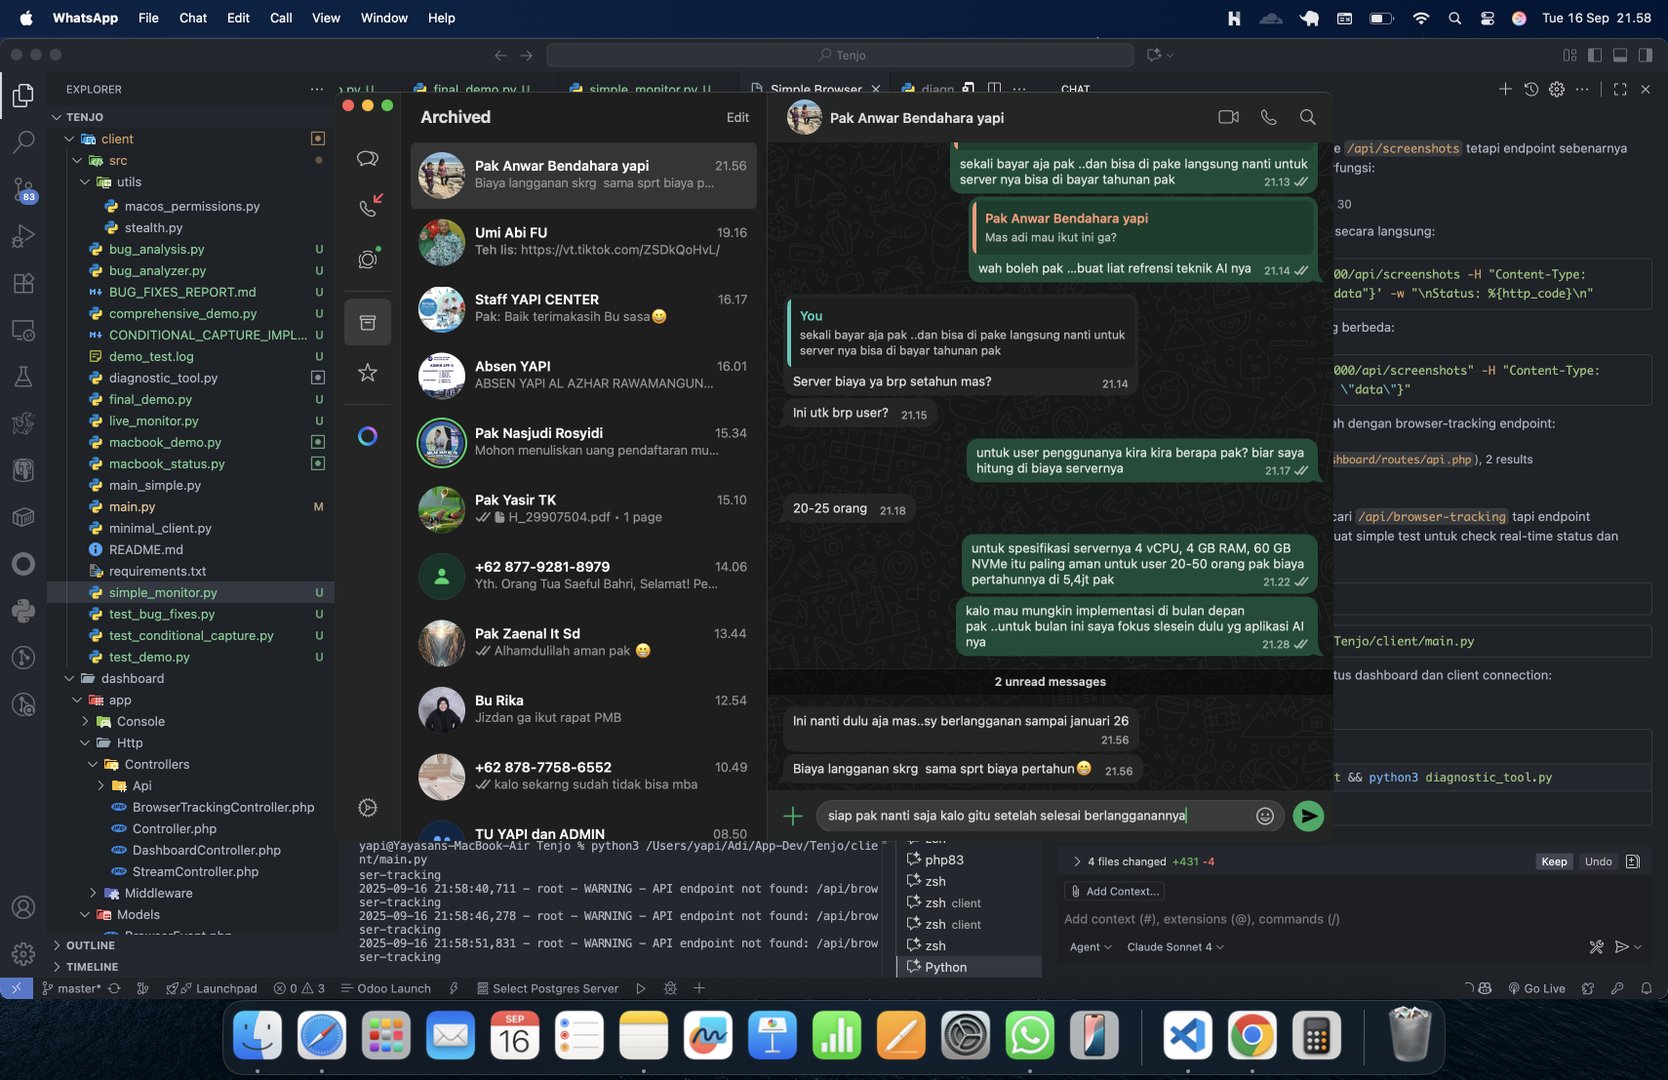 WhatsApp File Chat Edit Call View Window Help
Tue 16 Sep 21.58
Tenjo
EXPLORER
TENJO
client
src
utils
macos_permissions.py
stealth.py
bug_analysis.py U
bug_analyzer.py U
BUG_FIXES_REPORT.md U
comprehensive_demo.py U
CONDITIONAL_CAPTURE_IMPL... U
demo_test.log U
diagnostic_tool.py
final_demo.py U
live_monitor.py U
macbook_demo.py
macbook_status.py
main_simple.py
main.py M
minimal_client.py
README.md
requirements.txt
simple_monitor.py U
test_bug_fixes.py U
test_conditional_capture.py U
test_demo.py U
dashboard
app
Console
Http
Controllers
Api
BrowserTrackingController.php
Controller.php
DashboardController.php
StreamController.php
Middleware
Models
OUTLINE
TIMELINE
83
final_demo.py U
simple_monitor.py U
Simple Browser
diagn
CHAT
Archived
Edit
Pak Anwar Bendahara yapi 21.56
Biaya langganan skrg sama sprt biaya p...
Umi Abi FU 19.16
Teh Iis: https://vt.tiktok.com/ZSDkQoHvL/
Staff YAPI CENTER 16.17
Pak: Baik terimakasih Bu sasa😄
Absen YAPI 16.01
ABSEN YAPI AL AZHAR RAWAMANGUN...
Pak Nasjudi Rosyidi 15.34
Mohon menuliskan uang pendaftaran mu...
Pak Yasir TK 15.10
H_29907504.pdf • 1 page
+62 877-9281-8979 14.06
Yth. Orang Tua Saeful Bahri, Selamat! Pe...
Pak Zaenal It Sd 13.44
Alhamdulilah aman pak 😁
Bu Rika 12.54
Jizdan ga ikut rapat PMB
+62 878-7758-6552 10.49
kalo sekarng sudah tidak bisa mba
TU YAPI dan ADMIN 08.50
Pak Anwar Bendahara yapi
sekali bayar aja pak ..dan bisa di pake langsung nanti untuk
server nya bisa di bayar tahunan pak
21.13
Pak Anwar Bendahara yapi
Mas adi mau ikut ini ga?
wah boleh pak ...buat liat refrensi teknik AI nya 21.14
You
sekali bayar aja pak ..dan bisa di pake langsung nanti untuk
server nya bisa di bayar tahunan pak
Server biaya ya brp setahun mas? 21.14
Ini utk brp user? 21.15
untuk user penggunanya kira kira berapa pak? biar saya
hitung di biaya servernya
21.17
20-25 orang 21.18
untuk spesifikasi servernya 4 vCPU, 4 GB RAM, 60 GB
NVMe itu paling aman untuk user 20-50 orang pak biaya
pertahunnya di 5,4jt pak
21.22
kalo mau mungkin implementasi di bulan depan
pak ..untuk bulan ini saya fokus slesein dulu yg aplikasi AI
nya
21.28
2 unread messages
Ini nanti dulu aja mas..sy berlangganan sampai januari 26
21.56
Biaya langganan skrg sama sprt biaya pertahun😁 21.56
siap pak nanti saja kalo gitu setelah selesai berlanggananny​a
e /api/screenshots tetapi endpoint sebenarnya
fungsi:
30
secara langsung:
00/api/screenshots -H "Content-Type:
data"}' -w "\nStatus: %{http_code}\n"
g berbeda:
000/api/screenshots" -H "Content-Type:
\"data\"}"
ah dengan browser-tracking endpoint:
shboard/routes/api.php), 2 results
cari /api/browser-tracking tapi endpoint
uat simple test untuk check real-time status dan
Tenjo/client/main.py
tus dashboard dan client connection:
t && python3 diagnostic_tool.py
yapi@Yayasans-MacBook-Air Tenjo % python3 /Users/yapi/Adi/App-Dev/Tenjo/clie
nt/main.py
ser-tracking
2025-09-16 21:58:40,711 - root - WARNING - API endpoint not found: /api/brow
ser-tracking
2025-09-16 21:58:46,278 - root - WARNING - API endpoint not found: /api/brow
ser-tracking
2025-09-16 21:58:51,831 - root - WARNING - API endpoint not found: /api/brow
ser-tracking
php83
zsh
zsh client
zsh client
zsh
Python
4 files changed +431 -4
Keep Undo
Add Context...
Add context (#), extensions (@), commands (/)
Agent Claude Sonnet 4
master* Launchpad 0 3 Odoo Launch Select Postgres Server Go Live
SEP
16